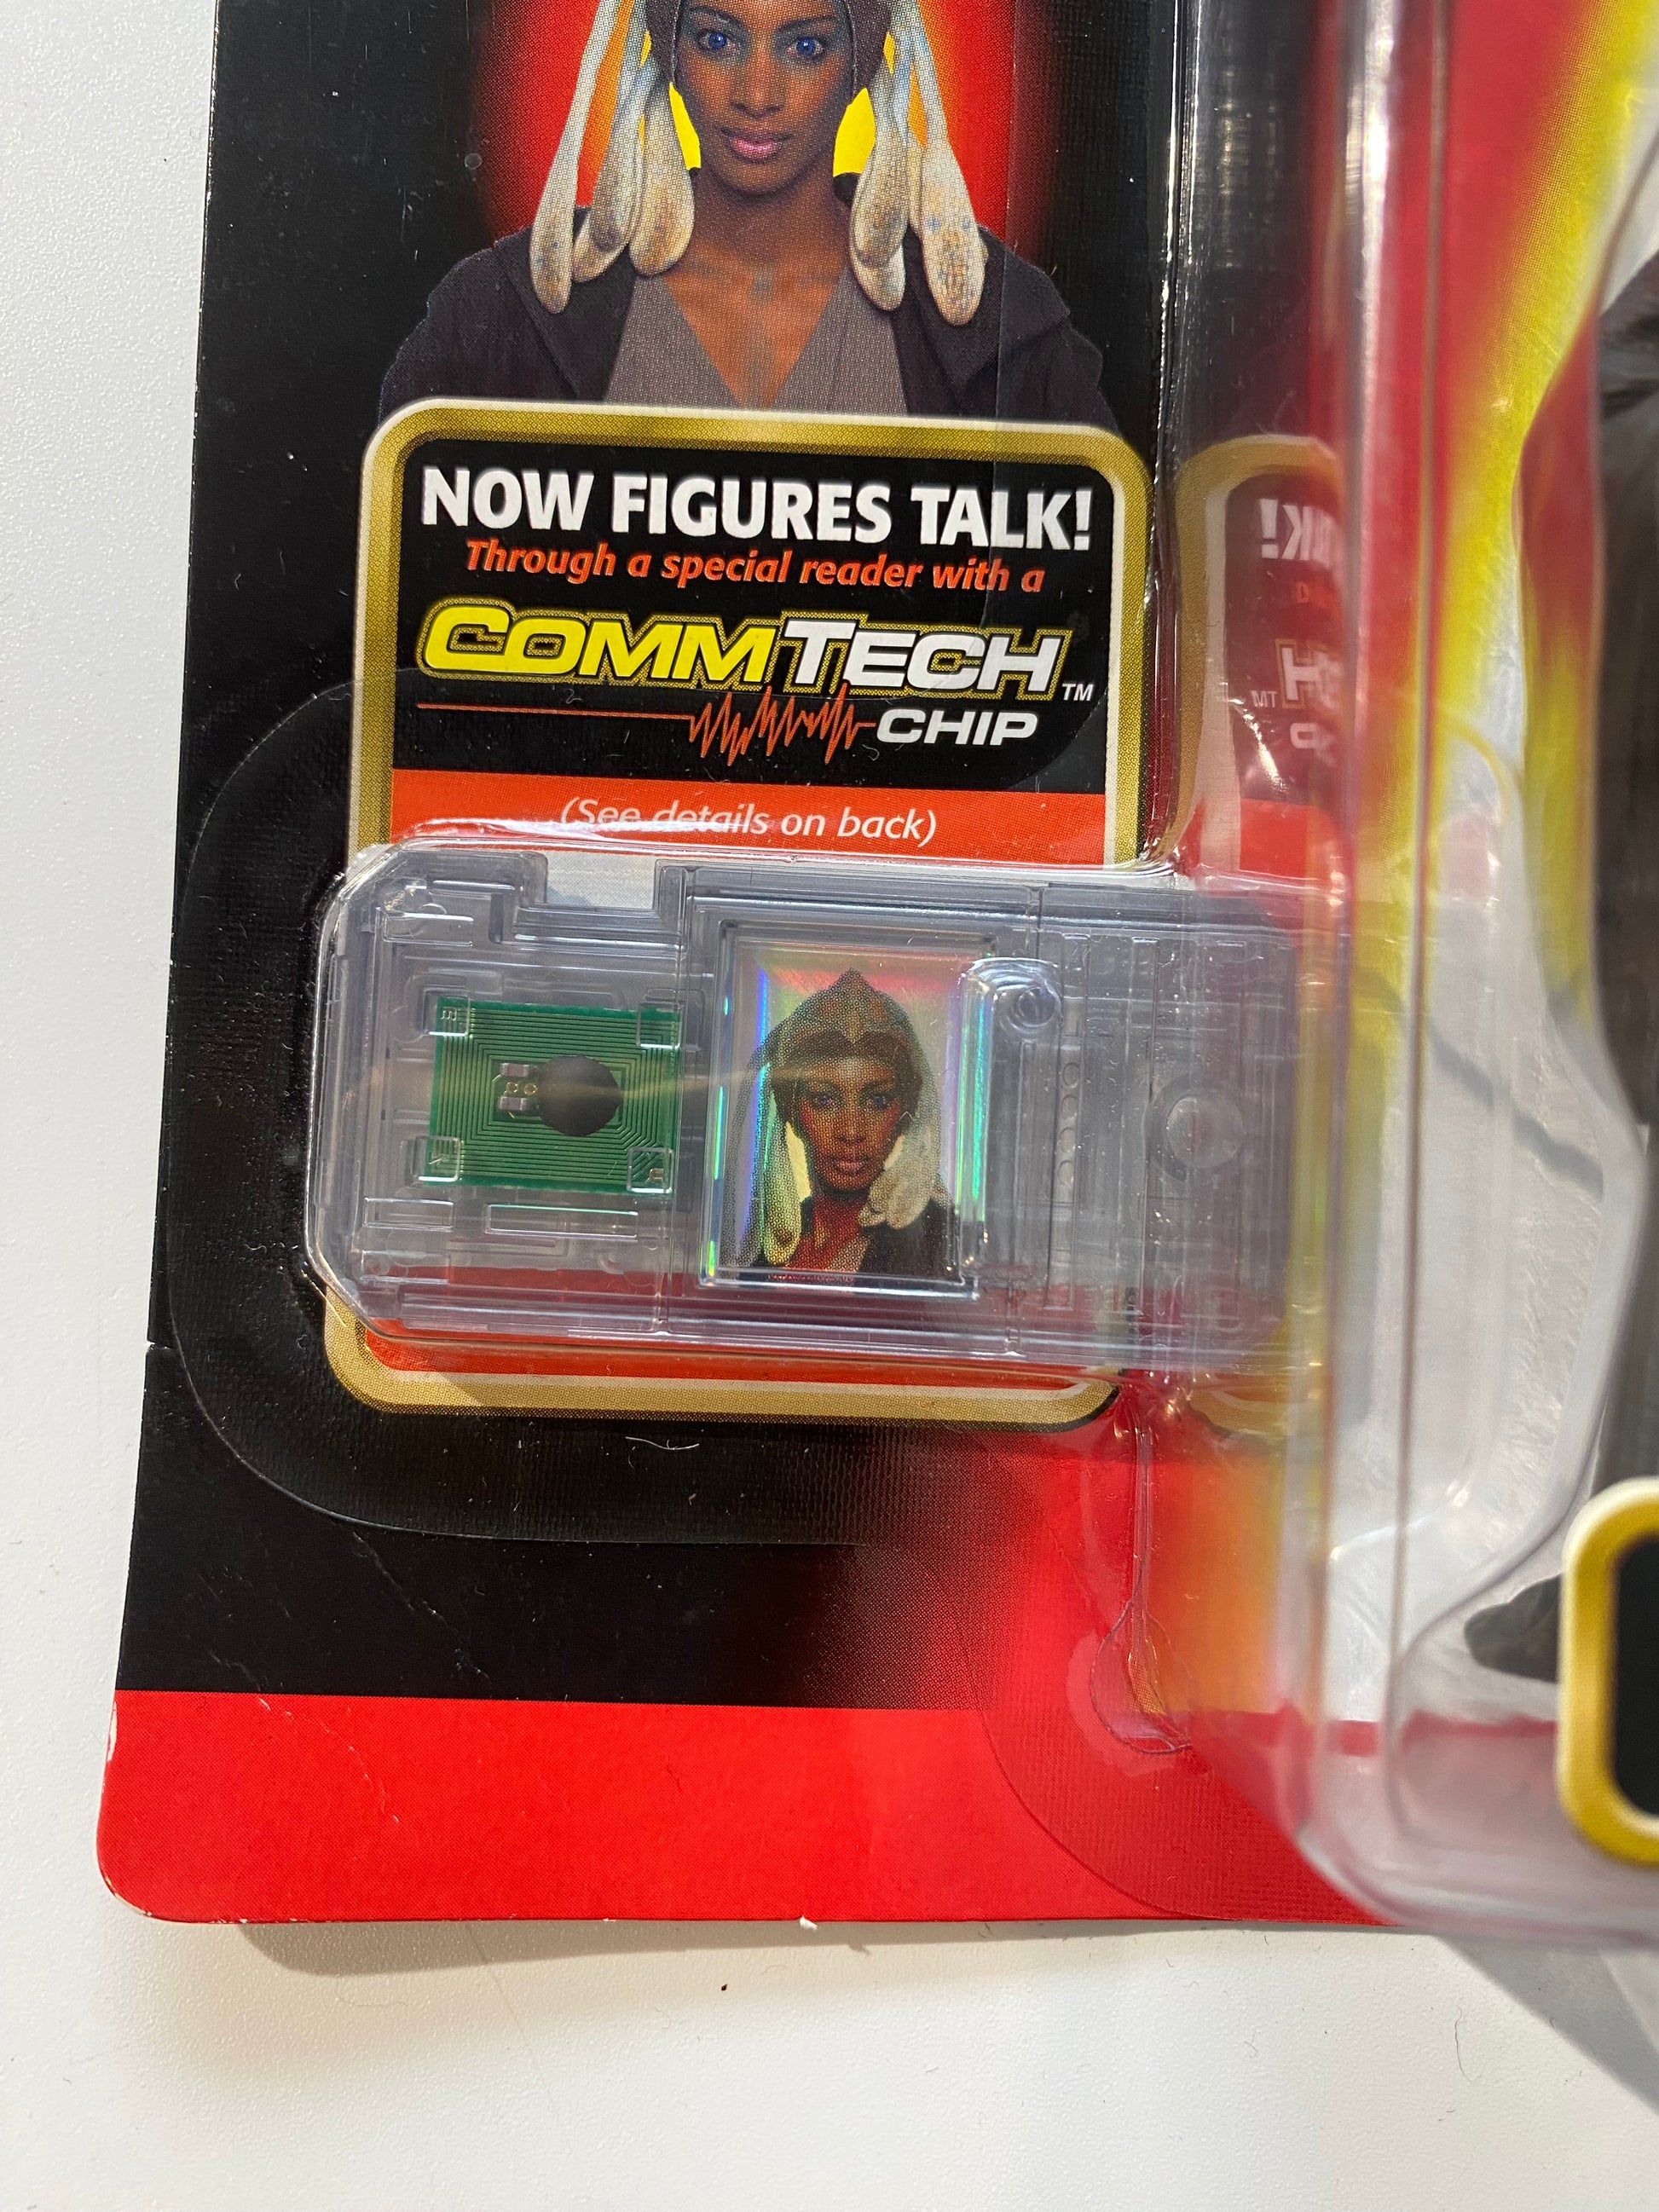 NOW FIGURES TALK!
Through a special reader with a
COMMTECH™
CHIP
(See details on back)